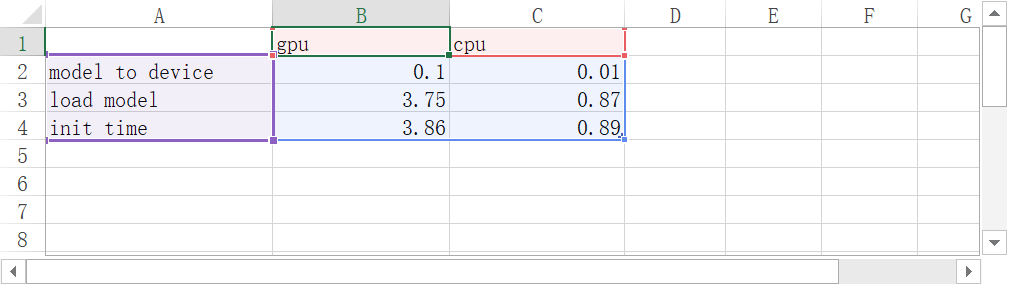 A B C D E F G
1 gpu cpu
2 model to device 0.1 0.01
3 load model 3.75 0.87
4 init time 3.86 0.89
5
6
7
8